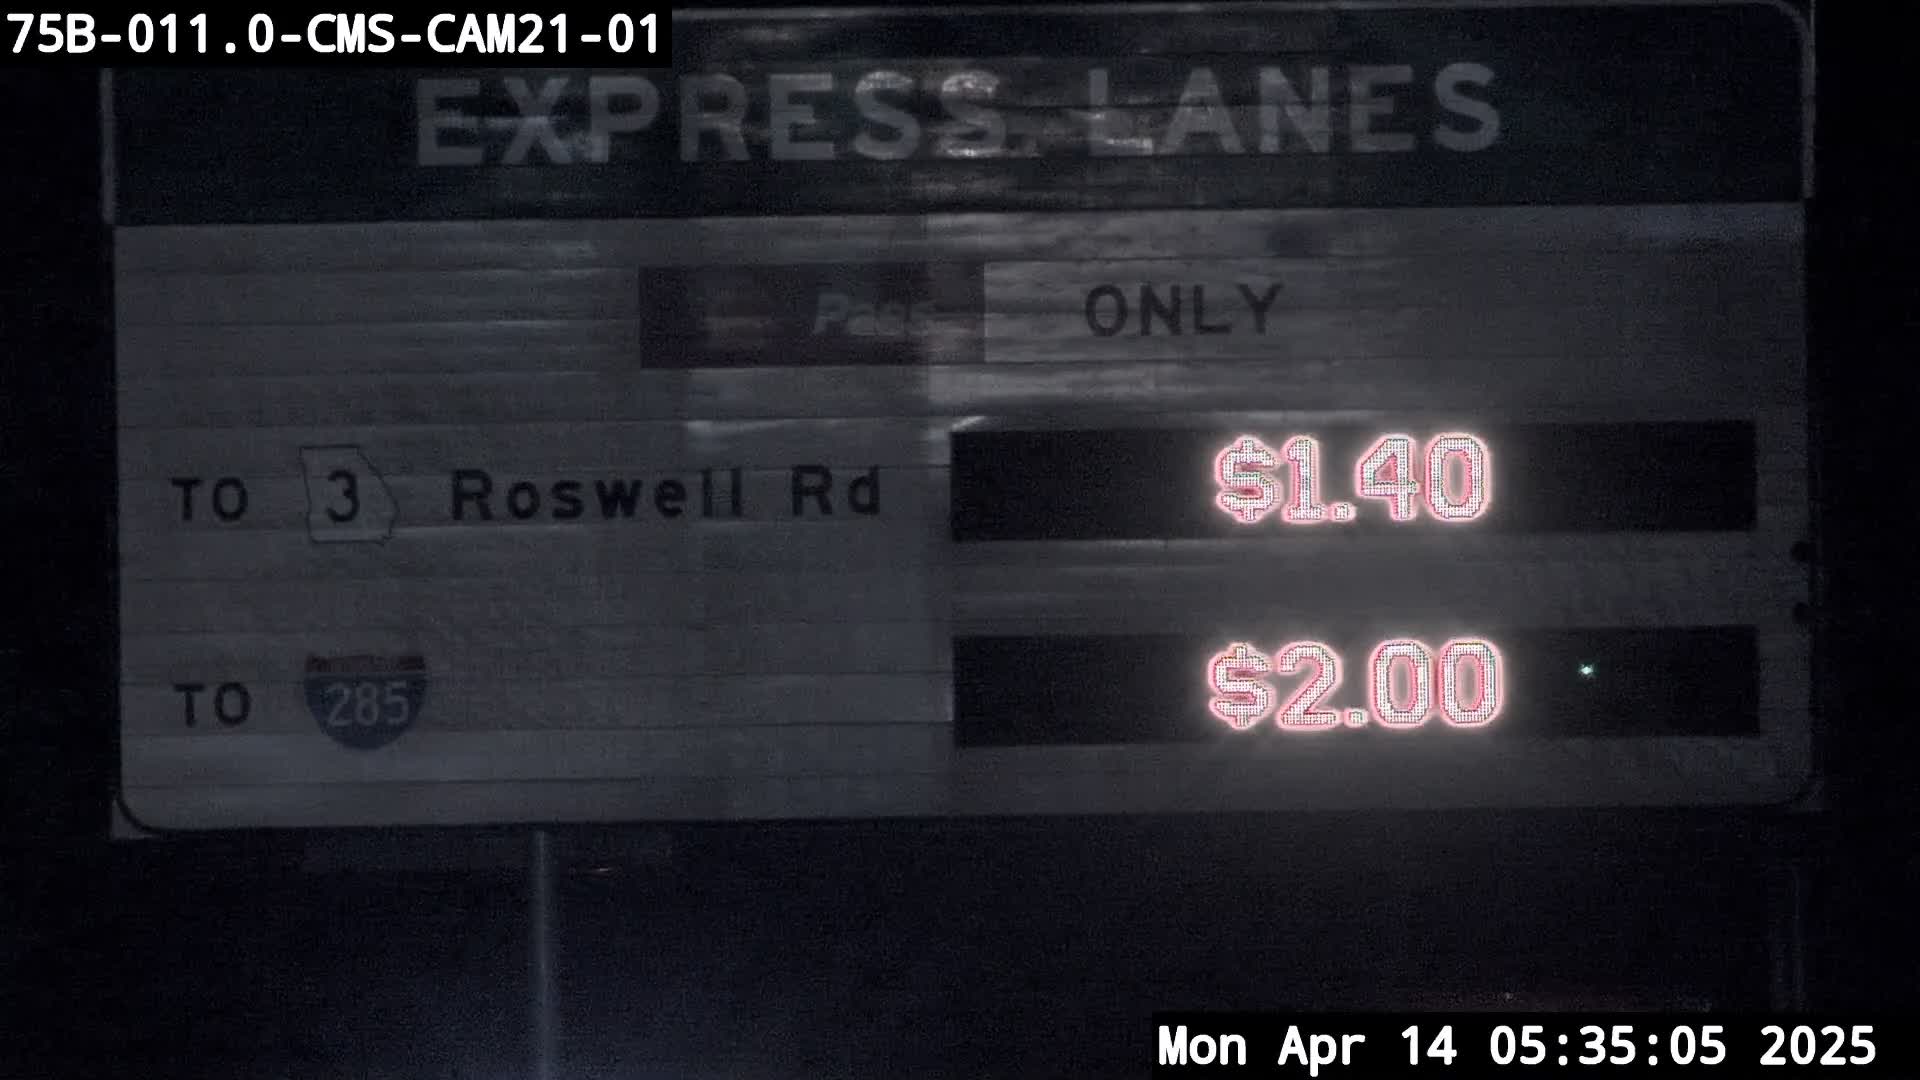 75B-011.0-CMS-CAM21-01
EXPRESS LANES
Pass ONLY
TO 3 Roswell Rd $1.40
TO 285 $2.00
Mon Apr 14 05:35:05 2025